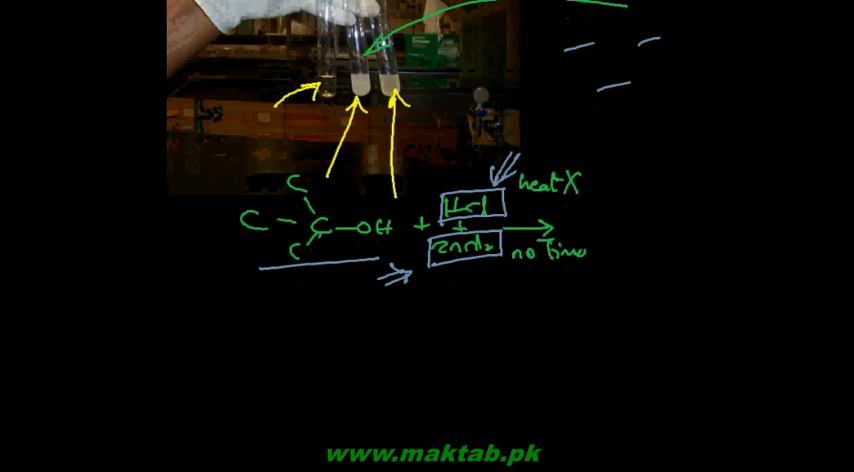 C
heat X
HCl
C – C – OH + +
ZnCl₂
C
no Time
www.maktab.pk